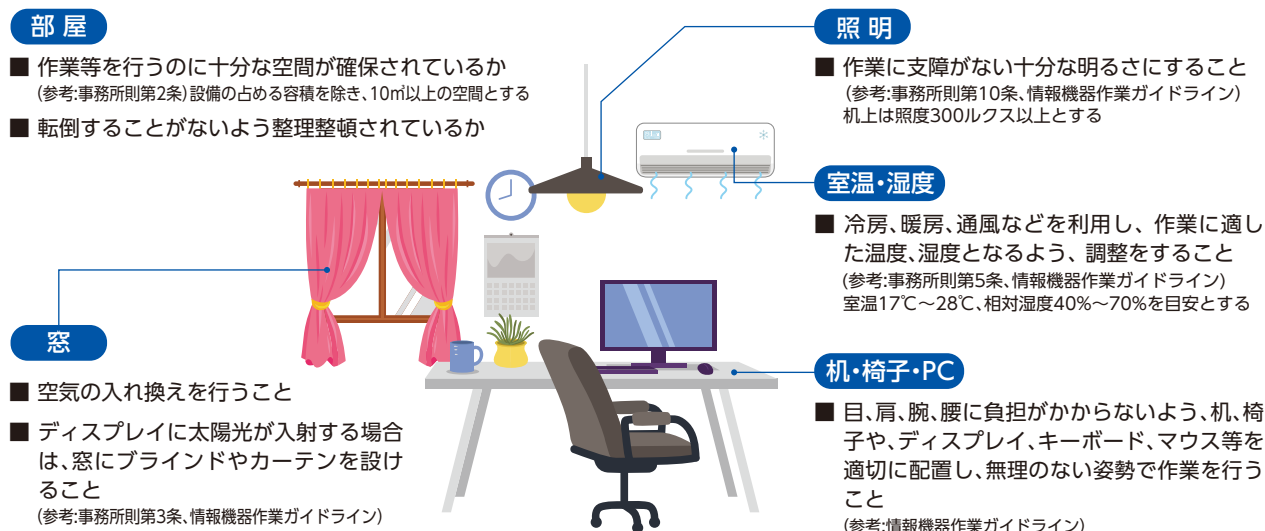 部屋
■ 作業等を行うのに十分な空間が確保されているか
(参考:事務所則第2条)設備の占める容積を除き、10㎥以上の空間とする
■ 転倒することがないよう整理整頓されているか
窓
■ 空気の入れ換えを行うこと
■ ディスプレイに太陽光が入射する場合
は、窓にブラインドやカーテンを設け
ること
(参考:事務所則第3条、情報機器作業ガイドライン)
照明
■ 作業に支障がない十分な明るさにすること
(参考:事務所則第10条、情報機器作業ガイドライン)
机上は照度300ルクス以上とする
室温・湿度
■ 冷房、暖房、通風などを利用し、作業に適し
た温度、湿度となるよう、調整をすること
(参考:事務所則第5条、情報機器作業ガイドライン)
室温17℃～28℃、相対湿度40%～70%を目安とする
机・椅子・PC
■ 目、肩、腕、腰に負担がかからないよう、机、椅
子や、ディスプレイ、キーボード、マウス等を
適切に配置し、無理のない姿勢で作業を行う
こと
(参考:情報機器作業ガイドライン)